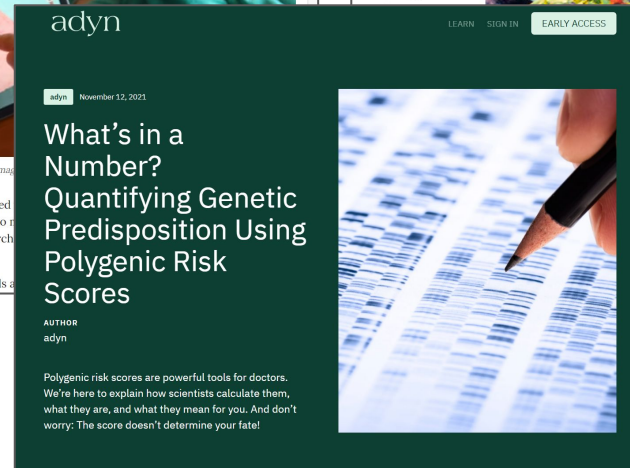 adyn
LEARN SIGN IN EARLY ACCESS
adyn November 12, 2021
What's in a
Number?
Quantifying Genetic
Predisposition Using
Polygenic Risk
Scores
AUTHOR
adyn
Polygenic risk scores are powerful tools for doctors.
We're here to explain how scientists calculate them,
what they are, and what they mean for you. And don't
worry: The score doesn't determine your fate!